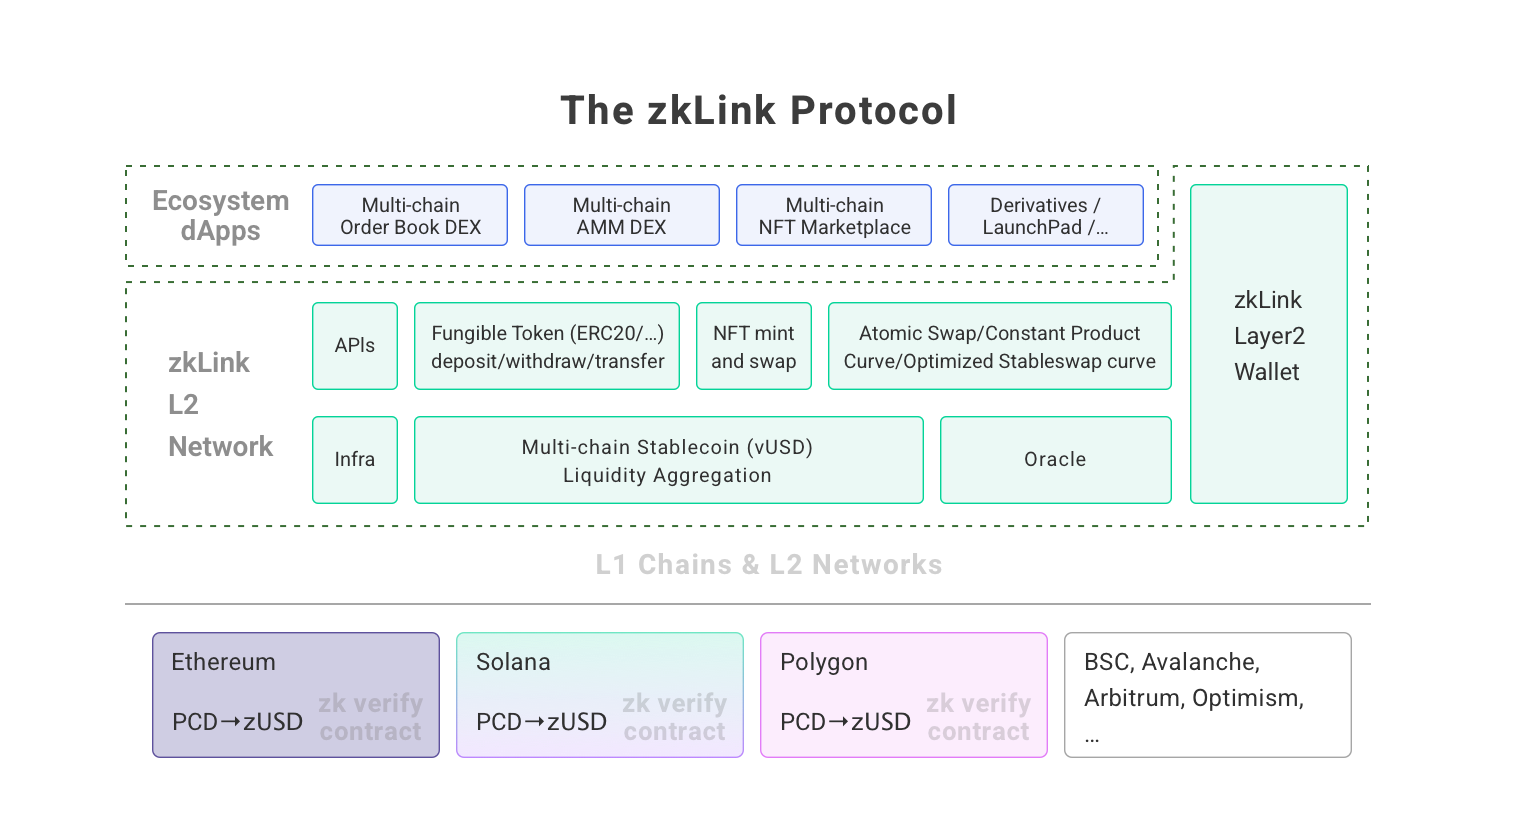 The zkLink Protocol
Ecosystem
dApps
Multi-chain
Order Book DEX
Multi-chain
AMM DEX
Multi-chain
NFT Marketplace
Derivatives /
LaunchPad /...
zkLink
Layer2
Wallet
zkLink
L2
Network
APIs
Fungible Token (ERC20/...)
deposit/withdraw/transfer
NFT mint
and swap
Atomic Swap/Constant Product
Curve/Optimized Stableswap curve
Infra
Multi-chain Stablecoin (vUSD)
Liquidity Aggregation
Oracle
L1 Chains & L2 Networks
Ethereum
PCD→zUSD
zk verify
contract
Solana
PCD→zUSD
zk verify
contract
Polygon
PCD→zUSD
zk verify
contract
BSC, Avalanche,
Arbitrum, Optimism,
...